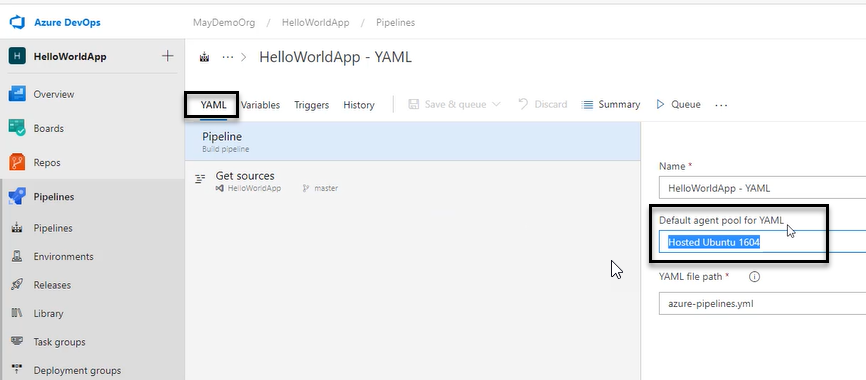 Azure DevOps
MayDemoOrg / HelloWorldApp / Pipelines
H HelloWorldApp +
··· > HelloWorldApp - YAML
Overview
Boards
Repos
Pipelines
Pipelines
Environments
Releases
Library
Task groups
Deployment groups
YAML Variables Triggers History Save & queue Discard Summary Queue ···
Pipeline
Build pipeline
Get sources
HelloWorldApp master
Name *
HelloWorldApp - YAML
Default agent pool for YAML
Hosted Ubuntu 1604
YAML file path *
azure-pipelines.yml